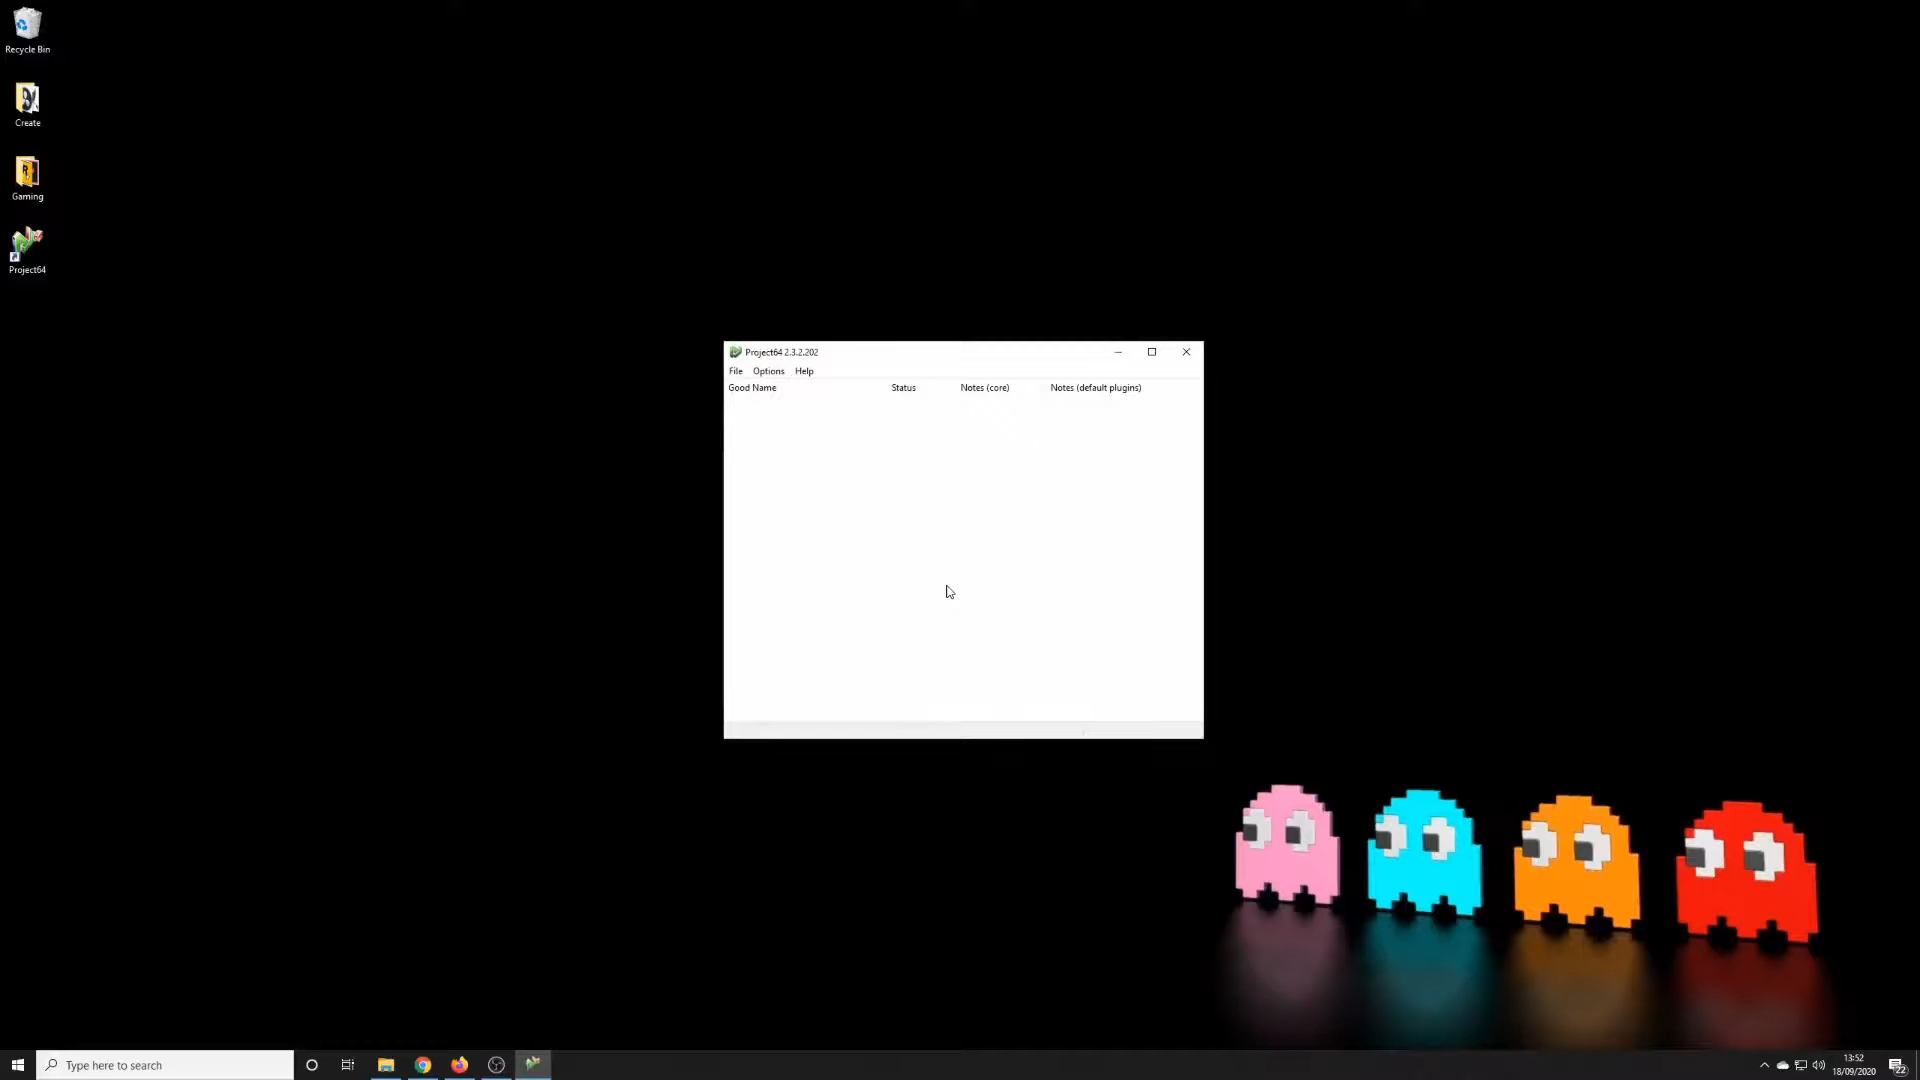 Recycle Bin
Create
Gaming
Project64
Project64 2.3.2.202
File Options Help
Good Name Status Notes (core) Notes (default plugins)
Type here to search
13:52
18/09/2020
22